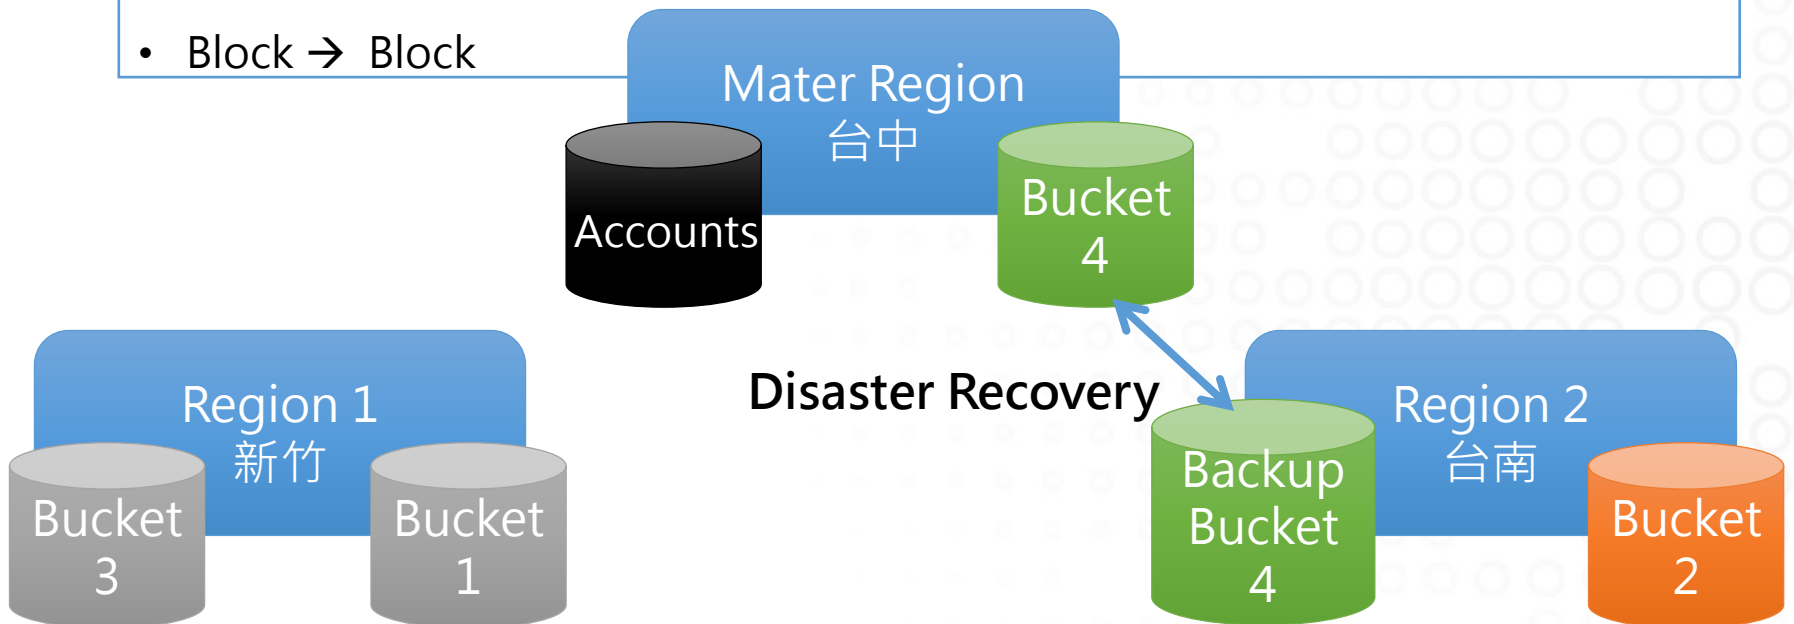 • Block → Block
Mater Region
台中
Accounts
Bucket
4
Disaster Recovery
Region 1
新竹
Bucket
3
Bucket
1
Region 2
台南
Backup
Bucket
4
Bucket
2